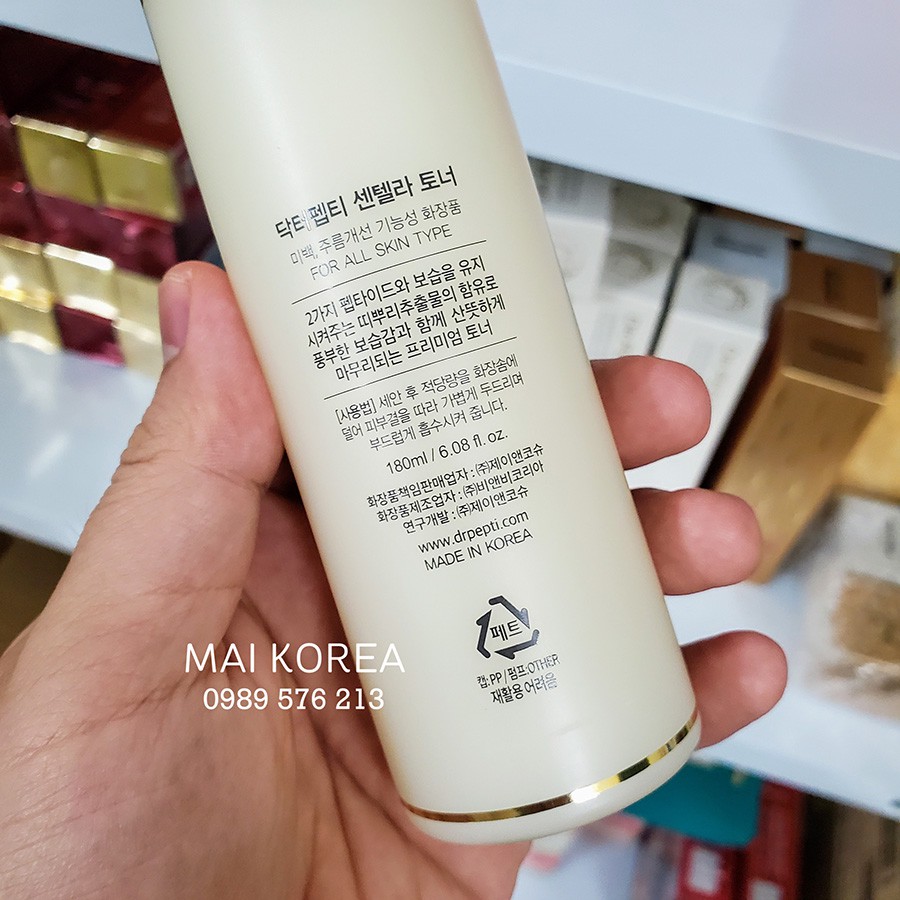 닥터펩티 센텔라 토너
미백, 주름개선 기능성 화장품
FOR ALL SKIN TYPE
2가지 펩타이드와 보습을 유지
시켜주는 띠쁘리추출물의 함유로
풍부한 보습감과 함께 산뜻하게
마무리되는 프리미엄 토너
[사용법] 세안 후 적당량을 화장솜에
덜어 피부결을 따라 가볍게 두드리며
부드럽게 흡수시켜 줍니다.
180ml / 6.08 fl. oz.
화장품책임판매업자 : ㈜제이앤코슈
화장품제조업자 : ㈜비앤비코리아
연구개발 : ㈜제이앤코슈
www.drpepti.com
MADE IN KOREA
페트
캡:PP / 펌프:OTHER
재활용 어려움
MAI KOREA
0989 576 213